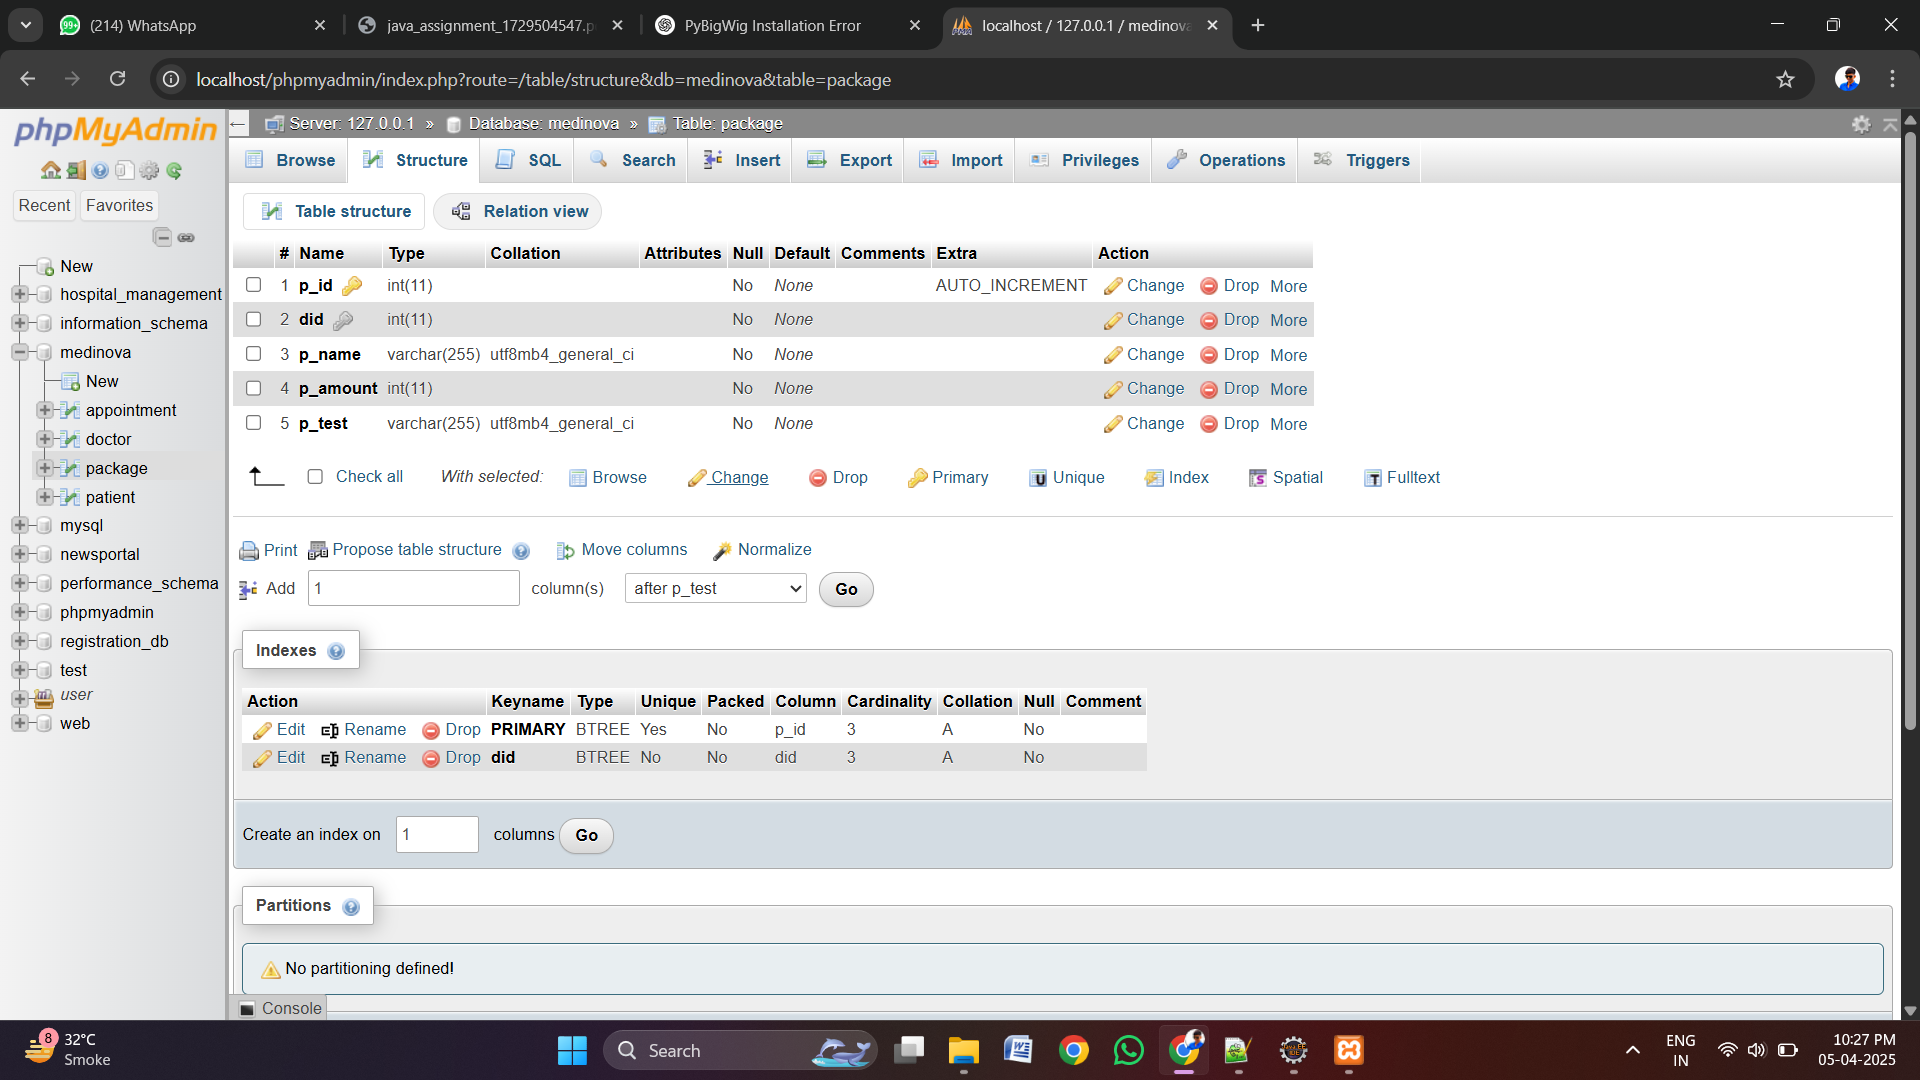 99+ (214) WhatsApp
java_assignment_1729504547.p
PyBigWig Installation Error
localhost / 127.0.0.1 / medinova
localhost/phpmyadmin/index.php?route=/table/structure&db=medinova&table=package
phpMyAdmin
Recent Favorites
New
hospital_management
information_schema
medinova
New
appointment
doctor
package
patient
mysql
newsportal
performance_schema
phpmyadmin
registration_db
test
user
web
Server: 127.0.0.1 » Database: medinova » Table: package
Browse Structure SQL Search Insert Export Import Privileges Operations Triggers
Table structure Relation view
# Name Type Collation Attributes Null Default Comments Extra Action
1 p_id int(11) No None AUTO_INCREMENT Change Drop More
2 did int(11) No None Change Drop More
3 p_name varchar(255) utf8mb4_general_ci No None Change Drop More
4 p_amount int(11) No None Change Drop More
5 p_test varchar(255) utf8mb4_general_ci No None Change Drop More
Check all With selected: Browse Change Drop Primary Unique Index Spatial Fulltext
Print Propose table structure Move columns Normalize
Add 1 column(s) after p_test Go
Indexes
Action Keyname Type Unique Packed Column Cardinality Collation Null Comment
Edit Rename Drop PRIMARY BTREE Yes No p_id 3 A No
Edit Rename Drop did BTREE No No did 3 A No
Create an index on 1 columns Go
Partitions
No partitioning defined!
Console
8 32°C
Smoke
Search
ENG
IN
10:27 PM
05-04-2025